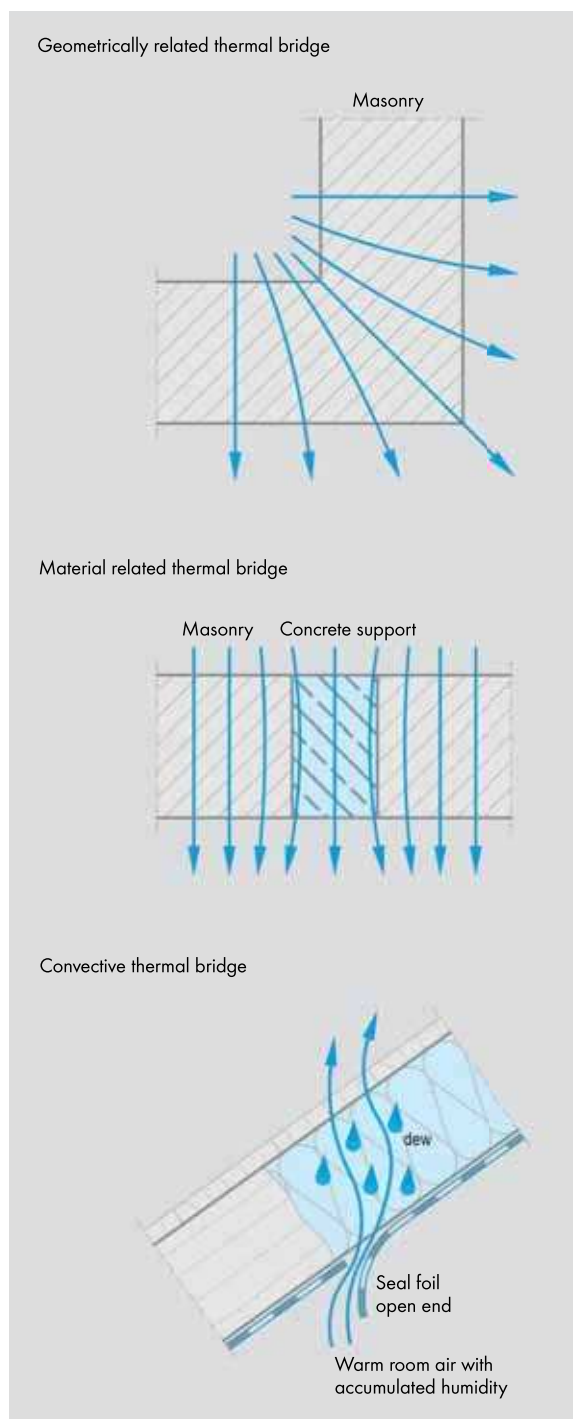 Geometrically related thermal bridge
Masonry
Material related thermal bridge
Masonry
Concrete support
Convective thermal bridge
dew
Seal foil
open end
Warm room air with
accumulated humidity